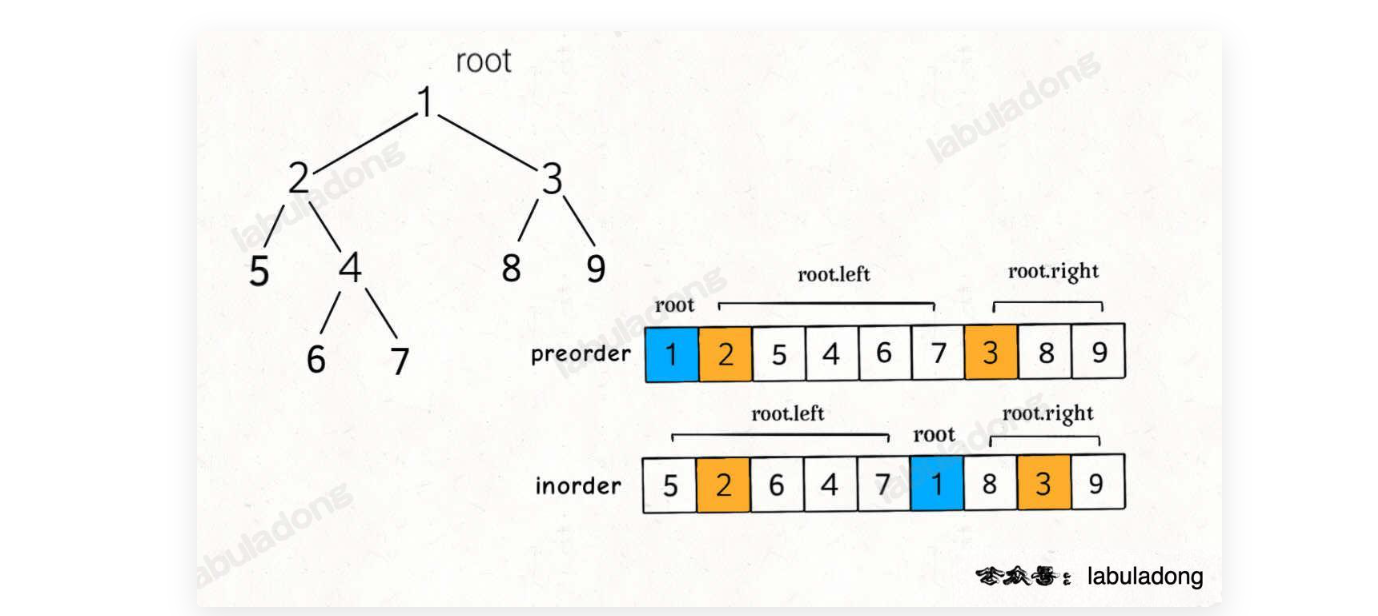 root
1
2 3
5 4 8 9
6 7
root.left root.right
root
preorder 1 2 5 4 6 7 3 8 9
root.left root.right
root
inorder 5 2 6 4 7 1 8 3 9
公众号：labuladong
labuladong
labuladong
labuladong
labuladong
labuladong